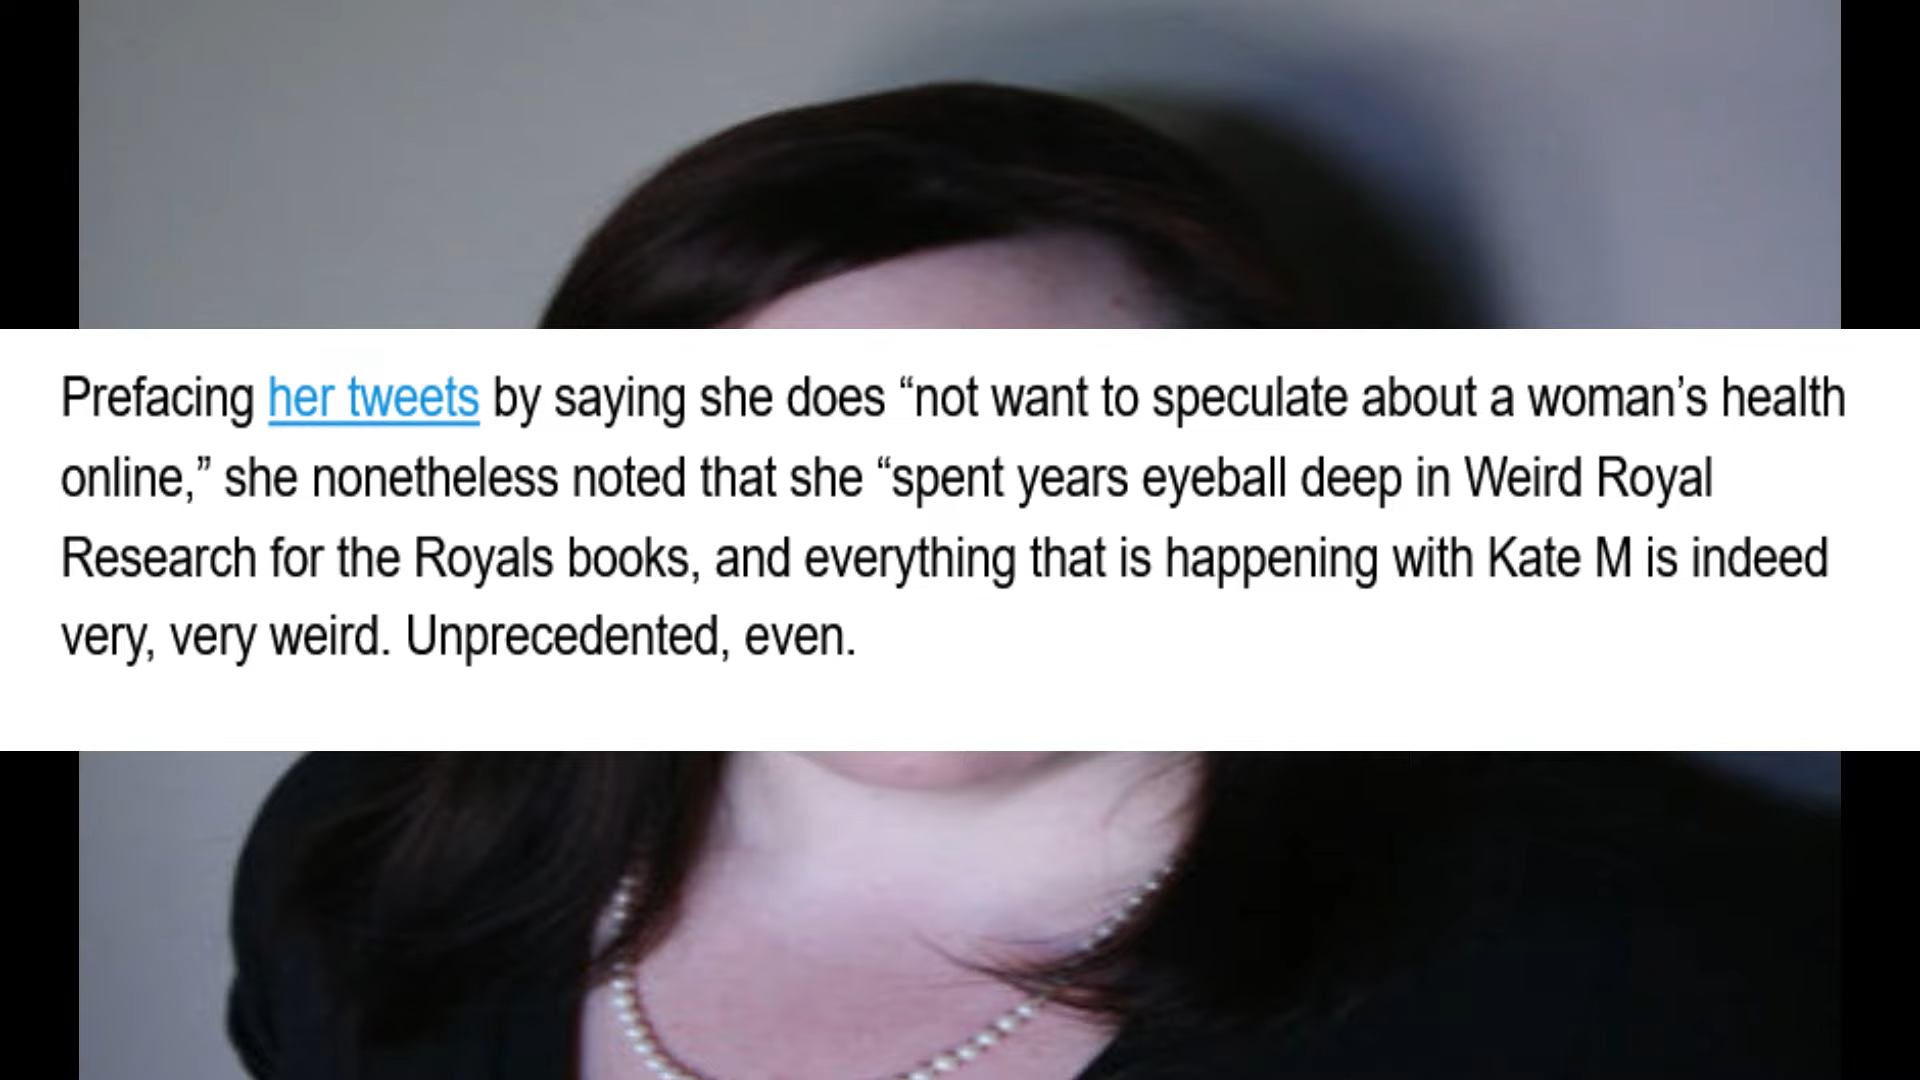 Prefacing her tweets by saying she does “not want to speculate about a woman’s health
online,” she nonetheless noted that she “spent years eyeball deep in Weird Royal
Research for the Royals books, and everything that is happening with Kate M is indeed
very, very weird. Unprecedented, even.